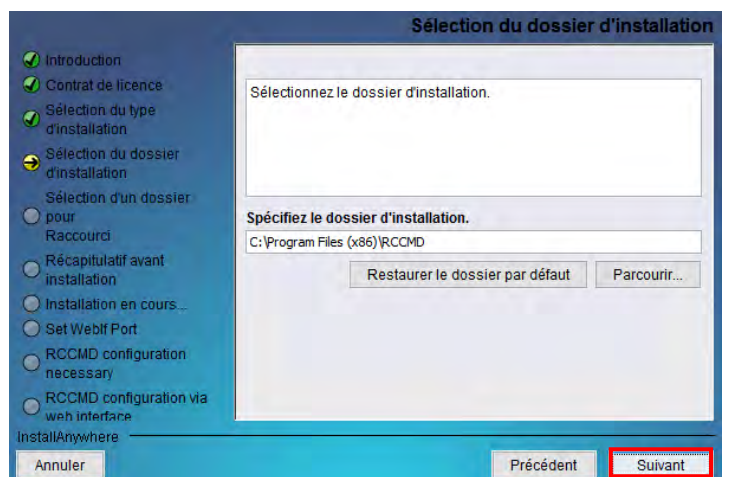 Sélection du dossier d'installation
Introduction
Contrat de licence
Sélection du type
d'installation
Sélection du dossier
d'installation
Sélection d'un dossier
pour
Raccourci
Récapitulatif avant
installation
Installation en cours...
Set WebIf Port
RCCMD configuration
necessary
RCCMD configuration via
web interface
Sélectionnez le dossier d'installation.
Spécifiez le dossier d'installation.
C:\Program Files (x86)\RCCMD
Restaurer le dossier par défaut
Parcourir...
InstallAnywhere
Annuler
Précédent
Suivant